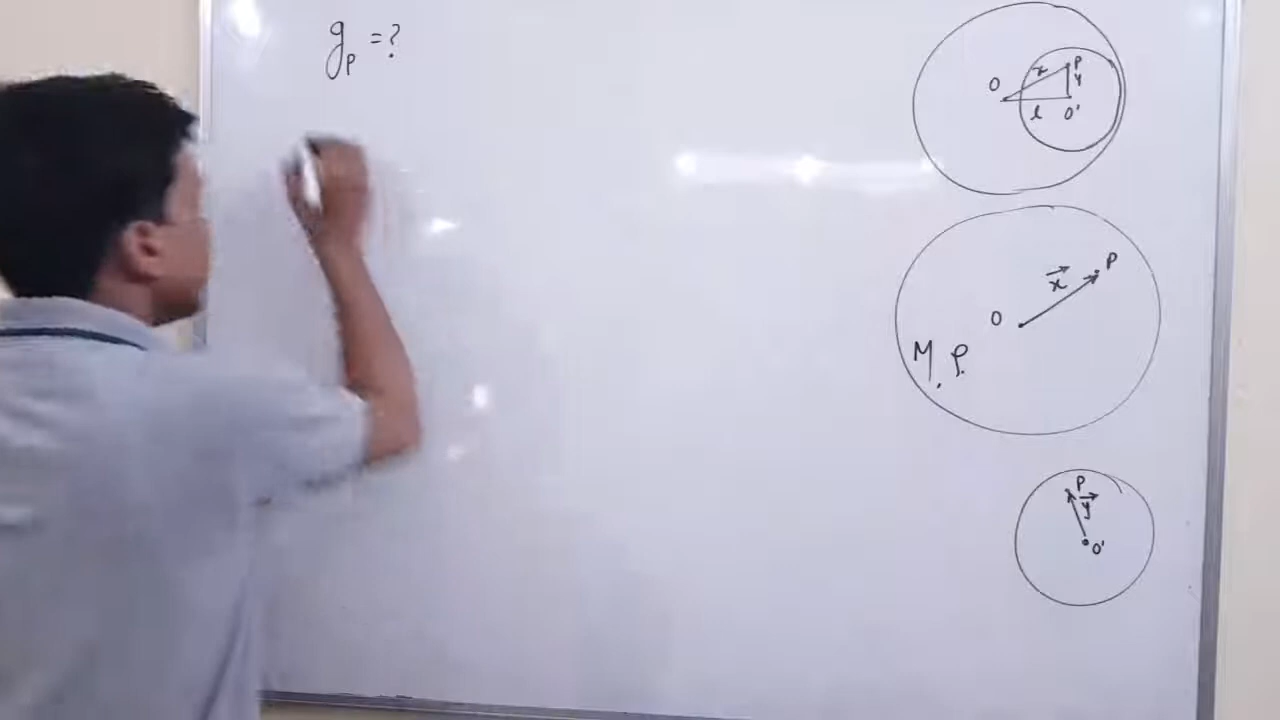 g_P = ?
O x P y
l O'
x⃗ P
O
M, ρ
P
y⃗
O'